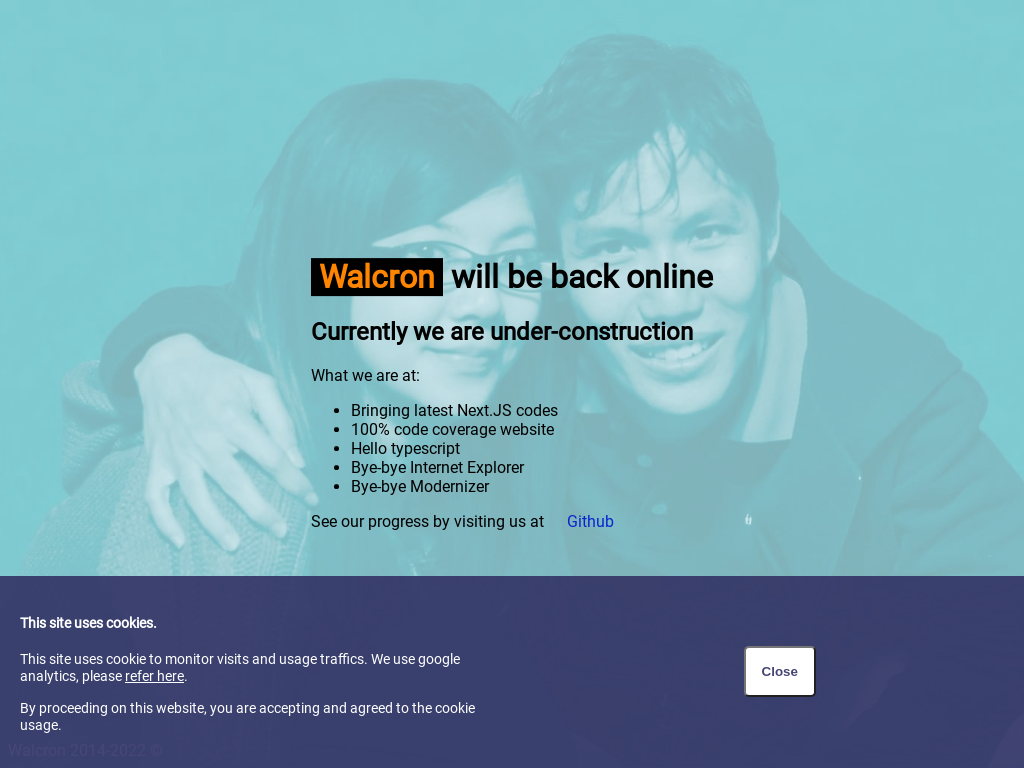 Walcron will be back online
Currently we are under-construction
What we are at:
Bringing latest Next.JS codes
100% code coverage website
Hello typescript
Bye-bye Internet Explorer
Bye-bye Modernizer
See our progress by visiting us at Github
This site uses cookies.
This site uses cookie to monitor visits and usage traffics. We use google
analytics, please refer here.
By proceeding on this website, you are accepting and agreed to the cookie
usage.
Close
Walcron 2014-2022 ©